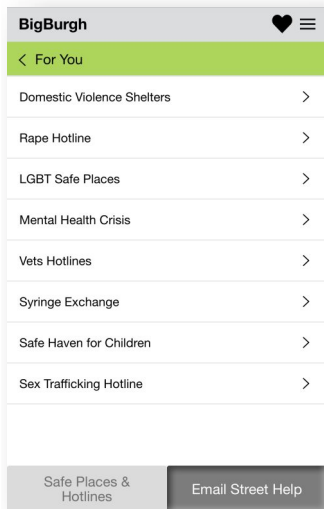 BigBurgh
For You
Domestic Violence Shelters
Rape Hotline
LGBT Safe Places
Mental Health Crisis
Vets Hotlines
Syringe Exchange
Safe Haven for Children
Sex Trafficking Hotline
Safe Places &
Hotlines
Email Street Help